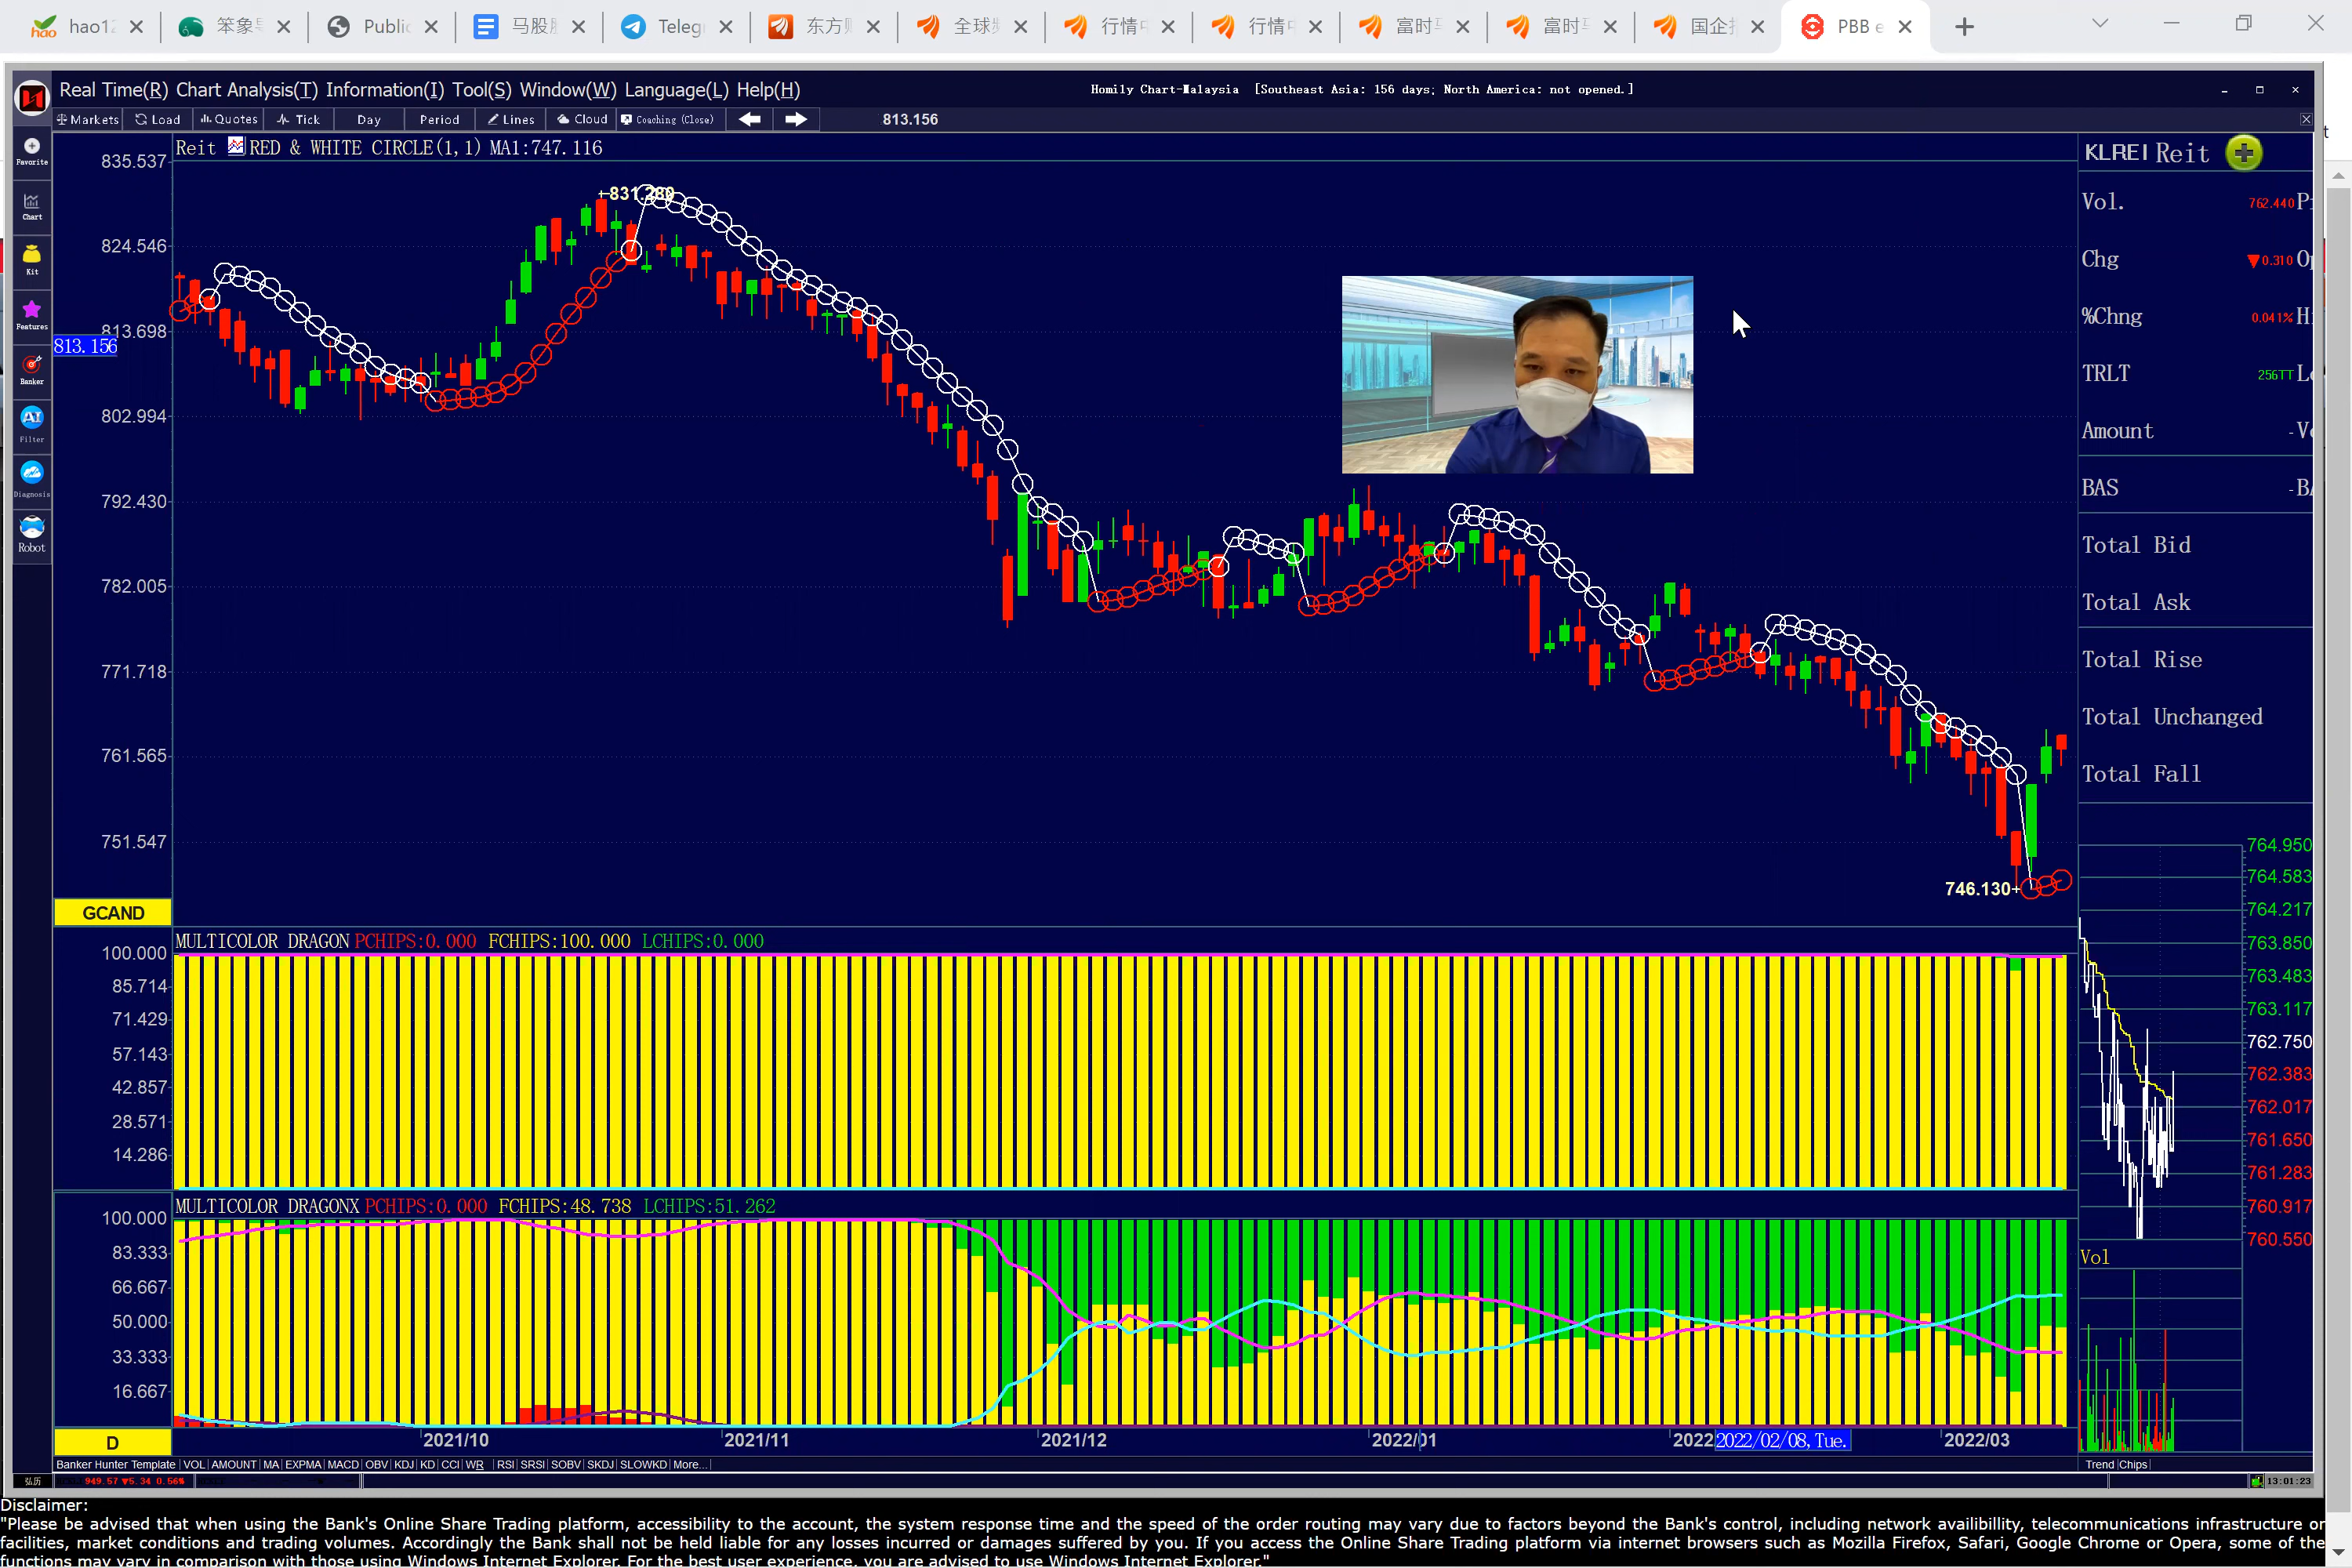 hao12
笨象
Public
马股
Telegr
东方
全球
行情
行情
富时
富时
国企
PBB e
Real Time(R) Chart Analysis(T) Information(I) Tool(S) Window(W) Language(L) Help(H)
Homily Chart-Malaysia [Southeast Asia: 156 days; North America: not opened.]
Markets Load Quotes Tick Day Period Lines Cloud Coaching (Close) 813.156
Favorite
Chart
Kit
Features
Banker
AI
Filter
Diagnosis
Robot
Reit RED & WHITE CIRCLE(1,1) MA1:747.116
835.537
824.546
813.698
813.156
802.994
792.430
782.005
771.718
761.565
751.547
←831.280
746.130+
GCAND
MULTICOLOR DRAGON PCHIPS:0.000 FCHIPS:100.000 LCHIPS:0.000
100.000
85.714
71.429
57.143
42.857
28.571
14.286
MULTICOLOR DRAGONX PCHIPS:0.000 FCHIPS:48.738 LCHIPS:51.262
100.000
83.333
66.667
50.000
33.333
16.667
D
2021/10 2021/11 2021/12 2022/01 2022 2022/02/08,Tue. 2022/03
Banker Hunter Template VOL AMOUNT MA EXPMA MACD OBV KDJ KD CCI WR RSI SRSI SOBV SKDJ SLOWKD More...
KLREI Reit
Vol. 762.440
Chg ▼0.310
%Chng 0.041%
TRLT 256TT
Amount -
BAS -
Total Bid
Total Ask
Total Rise
Total Unchanged
Total Fall
764.950
764.583
764.217
763.850
763.483
763.117
762.750
762.383
762.017
761.650
761.283
760.917
760.550
Vol
Trend Chips
弘历 949.57 ▼5.34 0.56%
13:01:23
Disclaimer:
"Please be advised that when using the Bank's Online Share Trading platform, accessibility to the account, the system response time and the speed of the order routing may vary due to factors beyond the Bank's control, including network availibillity, telecommunications infrastructure or
facilities, market conditions and trading volumes. Accordingly the Bank shall not be held liable for any losses incurred or damages suffered by you. If you access the Online Share Trading platform via internet browsers such as Mozilla Firefox, Safari, Google Chrome or Opera, some of the
functions may vary in comparison with those using Windows Internet Explorer. For the best user experience, you are advised to use Windows Internet Explorer."